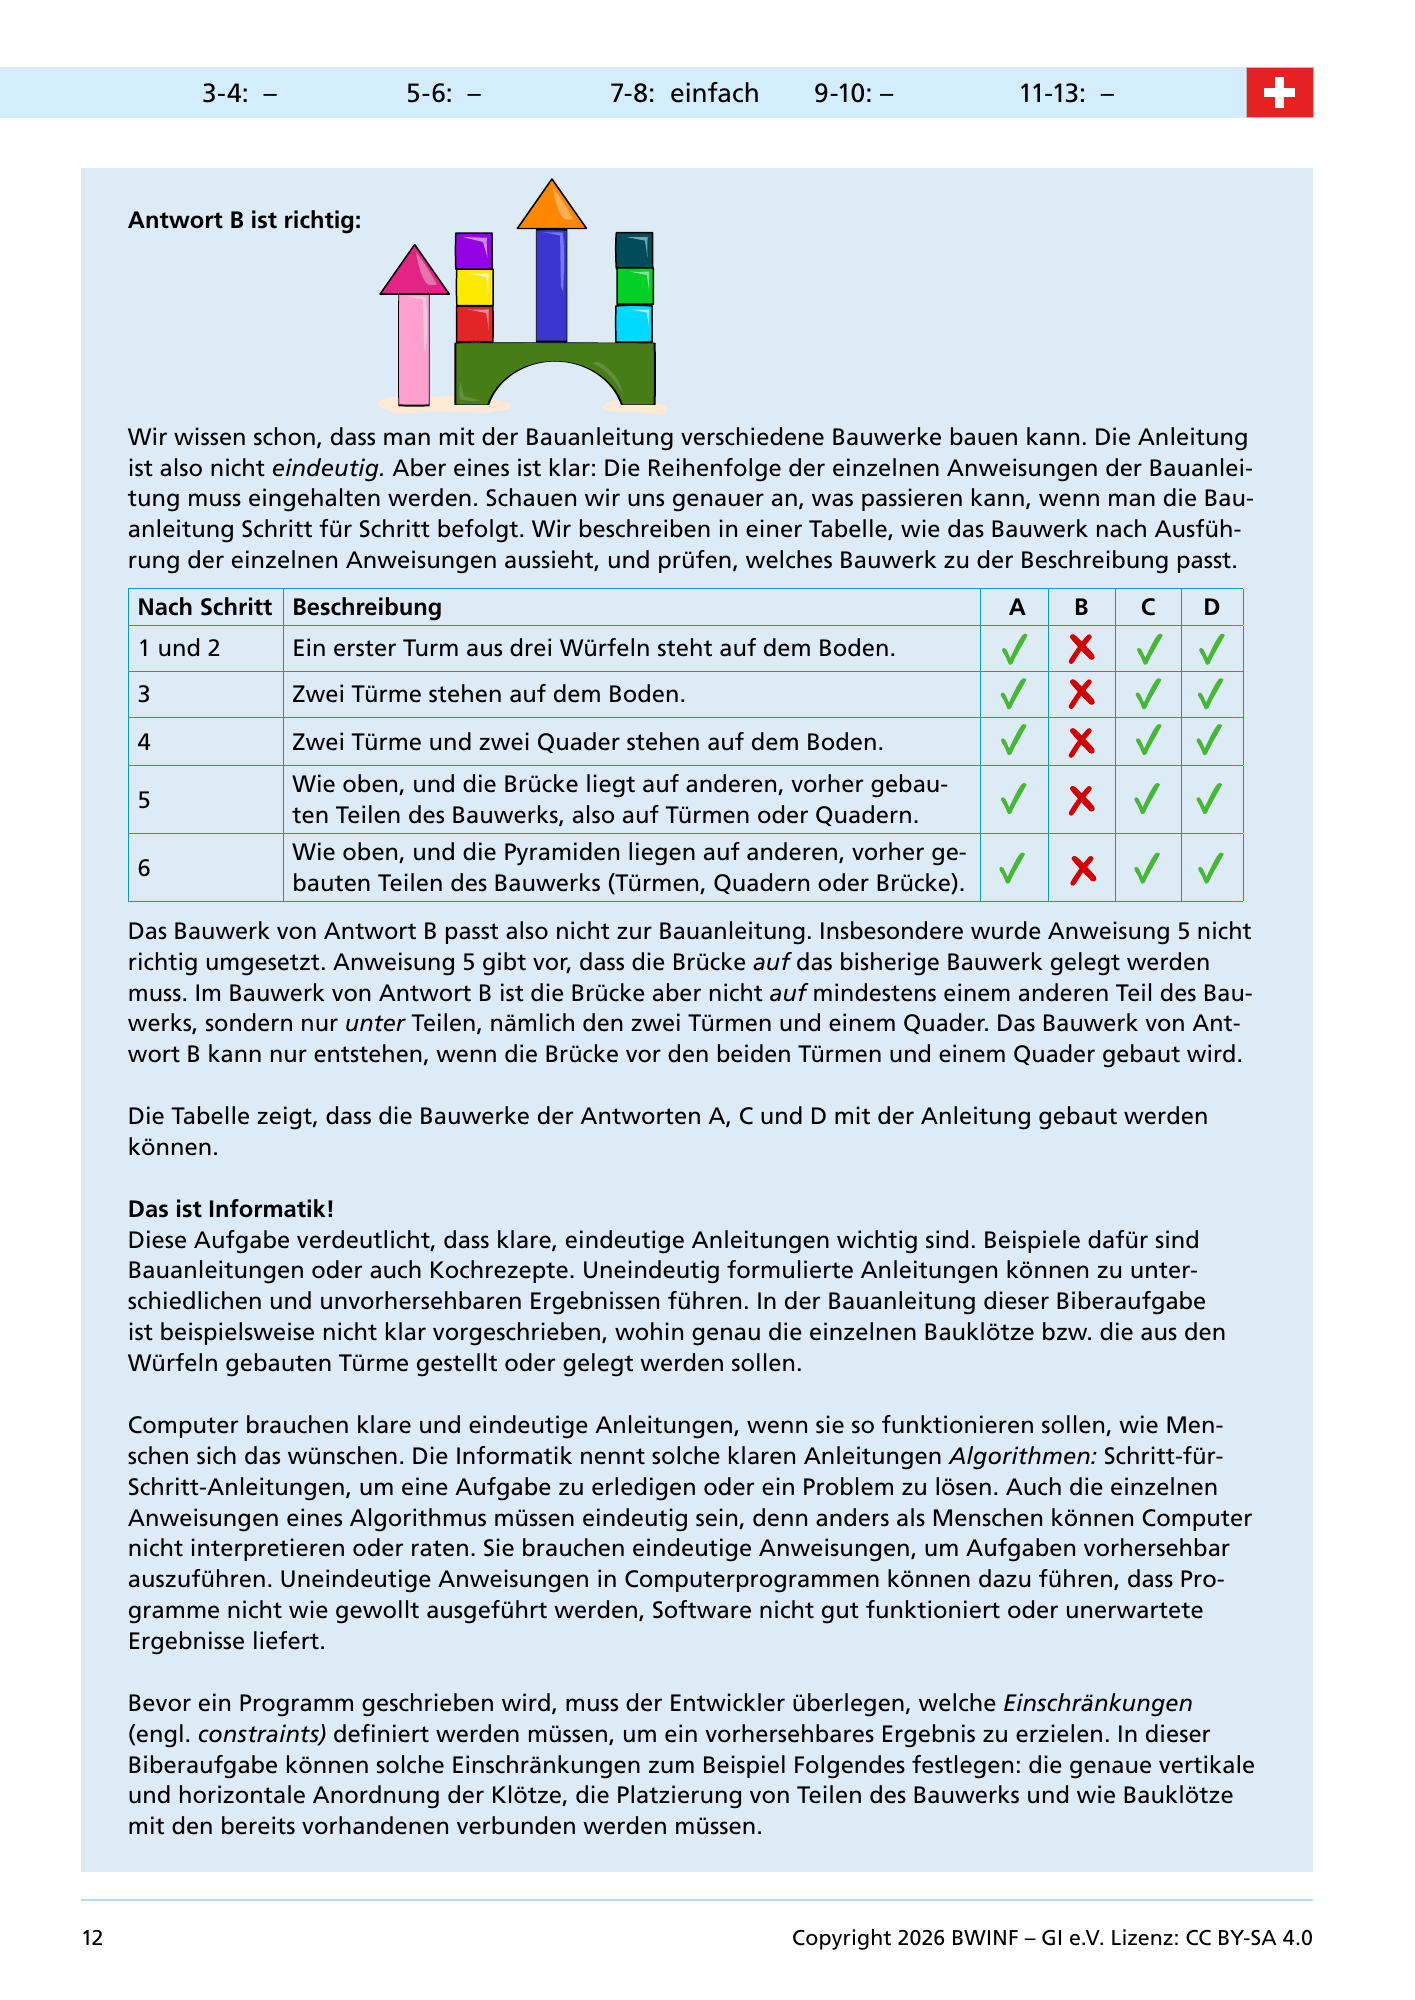 3-4: –   5-6: –   7-8: einfach   9-10: –   11-13: –
Antwort B ist richtig:
Wir wissen schon, dass man mit der Bauanleitung verschiedene Bauwerke bauen kann. Die Anleitung
ist also nicht eindeutig. Aber eines ist klar: Die Reihenfolge der einzelnen Anweisungen der Bauanlei-
tung muss eingehalten werden. Schauen wir uns genauer an, was passieren kann, wenn man die Bau-
anleitung Schritt für Schritt befolgt. Wir beschreiben in einer Tabelle, wie das Bauwerk nach Ausfüh-
rung der einzelnen Anweisungen aussieht, und prüfen, welches Bauwerk zu der Beschreibung passt.
Nach Schritt   Beschreibung   A   B   C   D
1 und 2   Ein erster Turm aus drei Würfeln steht auf dem Boden.
3   Zwei Türme stehen auf dem Boden.
4   Zwei Türme und zwei Quader stehen auf dem Boden.
5   Wie oben, und die Brücke liegt auf anderen, vorher gebau-
ten Teilen des Bauwerks, also auf Türmen oder Quadern.
6   Wie oben, und die Pyramiden liegen auf anderen, vorher ge-
bauten Teilen des Bauwerks (Türmen, Quadern oder Brücke).
Das Bauwerk von Antwort B passt also nicht zur Bauanleitung. Insbesondere wurde Anweisung 5 nicht
richtig umgesetzt. Anweisung 5 gibt vor, dass die Brücke auf das bisherige Bauwerk gelegt werden
muss. Im Bauwerk von Antwort B ist die Brücke aber nicht auf mindestens einem anderen Teil des Bau-
werks, sondern nur unter Teilen, nämlich den zwei Türmen und einem Quader. Das Bauwerk von Ant-
wort B kann nur entstehen, wenn die Brücke vor den beiden Türmen und einem Quader gebaut wird.
Die Tabelle zeigt, dass die Bauwerke der Antworten A, C und D mit der Anleitung gebaut werden
können.
Das ist Informatik!
Diese Aufgabe verdeutlicht, dass klare, eindeutige Anleitungen wichtig sind. Beispiele dafür sind
Bauanleitungen oder auch Kochrezepte. Uneindeutig formulierte Anleitungen können zu unter-
schiedlichen und unvorhersehbaren Ergebnissen führen. In der Bauanleitung dieser Biberaufgabe
ist beispielsweise nicht klar vorgeschrieben, wohin genau die einzelnen Bauklötze bzw. die aus den
Würfeln gebauten Türme gestellt oder gelegt werden sollen.
Computer brauchen klare und eindeutige Anleitungen, wenn sie so funktionieren sollen, wie Men-
schen sich das wünschen. Die Informatik nennt solche klaren Anleitungen Algorithmen: Schritt-für-
Schritt-Anleitungen, um eine Aufgabe zu erledigen oder ein Problem zu lösen. Auch die einzelnen
Anweisungen eines Algorithmus müssen eindeutig sein, denn anders als Menschen können Computer
nicht interpretieren oder raten. Sie brauchen eindeutige Anweisungen, um Aufgaben vorhersehbar
auszuführen. Uneindeutige Anweisungen in Computerprogrammen können dazu führen, dass Pro-
gramme nicht wie gewollt ausgeführt werden, Software nicht gut funktioniert oder unerwartete
Ergebnisse liefert.
Bevor ein Programm geschrieben wird, muss der Entwickler überlegen, welche Einschränkungen
(engl. constraints) definiert werden müssen, um ein vorhersehbares Ergebnis zu erzielen. In dieser
Biberaufgabe können solche Einschränkungen zum Beispiel Folgendes festlegen: die genaue vertikale
und horizontale Anordnung der Klötze, die Platzierung von Teilen des Bauwerks und wie Bauklötze
mit den bereits vorhandenen verbunden werden müssen.
12   Copyright 2026 BWINF – GI e.V. Lizenz: CC BY-SA 4.0